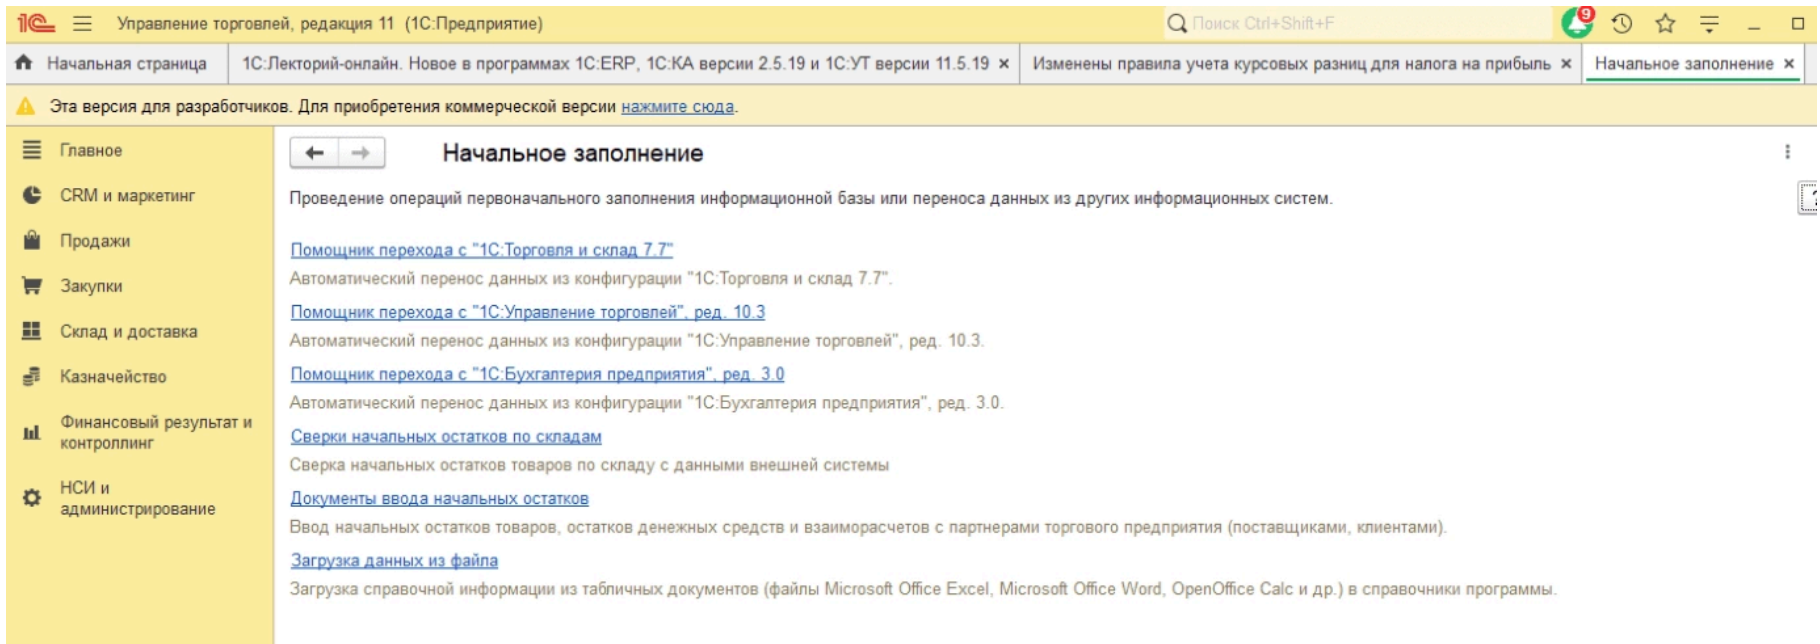 1С Управление торговлей, редакция 11 (1С:Предприятие) Поиск Ctrl+Shift+F 9
Начальная страница 1С:Лекторий-онлайн. Новое в программах 1С:ERP, 1С:КА версии 2.5.19 и 1С:УТ версии 11.5.19 × Изменены правила учета курсовых разниц для налога на прибыль × Начальное заполнение ×
Эта версия для разработчиков. Для приобретения коммерческой версии нажмите сюда.
Главное
CRM и маркетинг
Продажи
Закупки
Склад и доставка
Казначейство
Финансовый результат и
контроллинг
НСИ и
администрирование
Начальное заполнение
Проведение операций первоначального заполнения информационной базы или переноса данных из других информационных систем.
?
Помощник перехода с "1С:Торговля и склад 7.7"
Автоматический перенос данных из конфигурации "1С:Торговля и склад 7.7".
Помощник перехода с "1С:Управление торговлей", ред. 10.3
Автоматический перенос данных из конфигурации "1С:Управление торговлей", ред. 10.3.
Помощник перехода с "1С:Бухгалтерия предприятия", ред. 3.0
Автоматический перенос данных из конфигурации "1С:Бухгалтерия предприятия", ред. 3.0.
Сверки начальных остатков по складам
Сверка начальных остатков товаров по складу с данными внешней системы
Документы ввода начальных остатков
Ввод начальных остатков товаров, остатков денежных средств и взаиморасчетов с партнерами торгового предприятия (поставщиками, клиентами).
Загрузка данных из файла
Загрузка справочной информации из табличных документов (файлы Microsoft Office Excel, Microsoft Office Word, OpenOffice Calc и др.) в справочники программы.